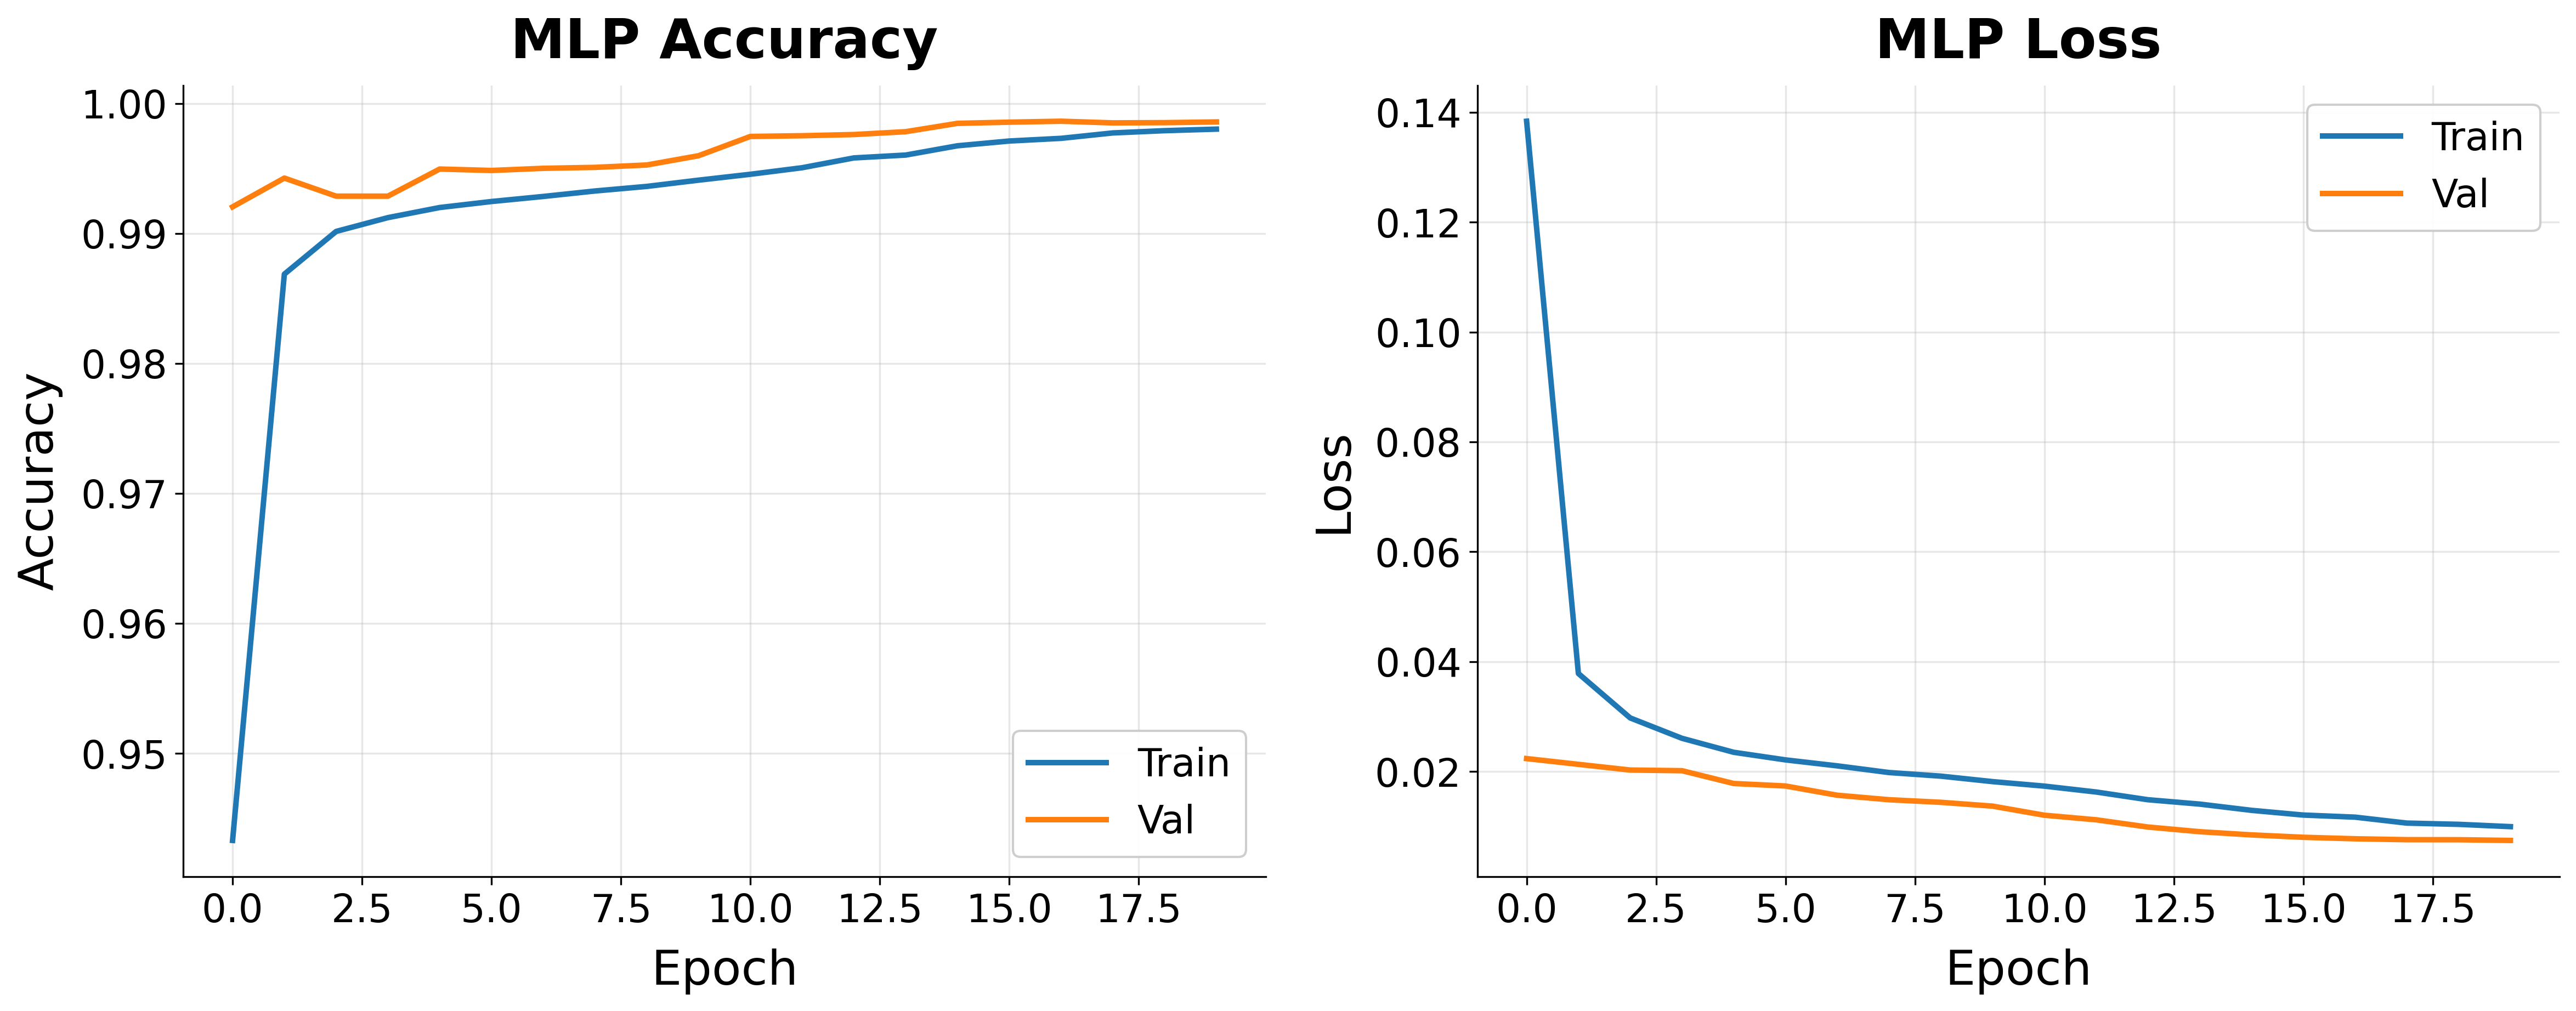 MLP Accuracy
1.00
0.99
0.98
0.97
0.96
0.95
Accuracy
Train
Val
0.0 2.5 5.0 7.5 10.0 12.5 15.0 17.5
Epoch
MLP Loss
0.14
0.12
0.10
0.08
0.06
0.04
0.02
Loss
Train
Val
0.0 2.5 5.0 7.5 10.0 12.5 15.0 17.5
Epoch